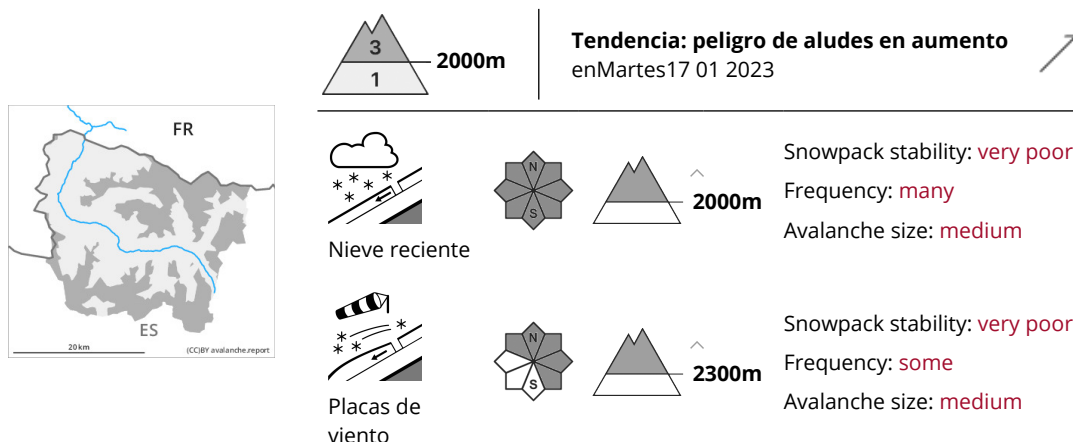 3
2000m
1
Tendencia: peligro de aludes en aumento
enMartes17 01 2023
FR
ES
20 km
(CC)BY avalanche.report
Nieve reciente
N
S
2000m
Snowpack stability: very poor
Frequency: many
Avalanche size: medium
Placas de
viento
N
S
2300m
Snowpack stability: very poor
Frequency: some
Avalanche size: medium